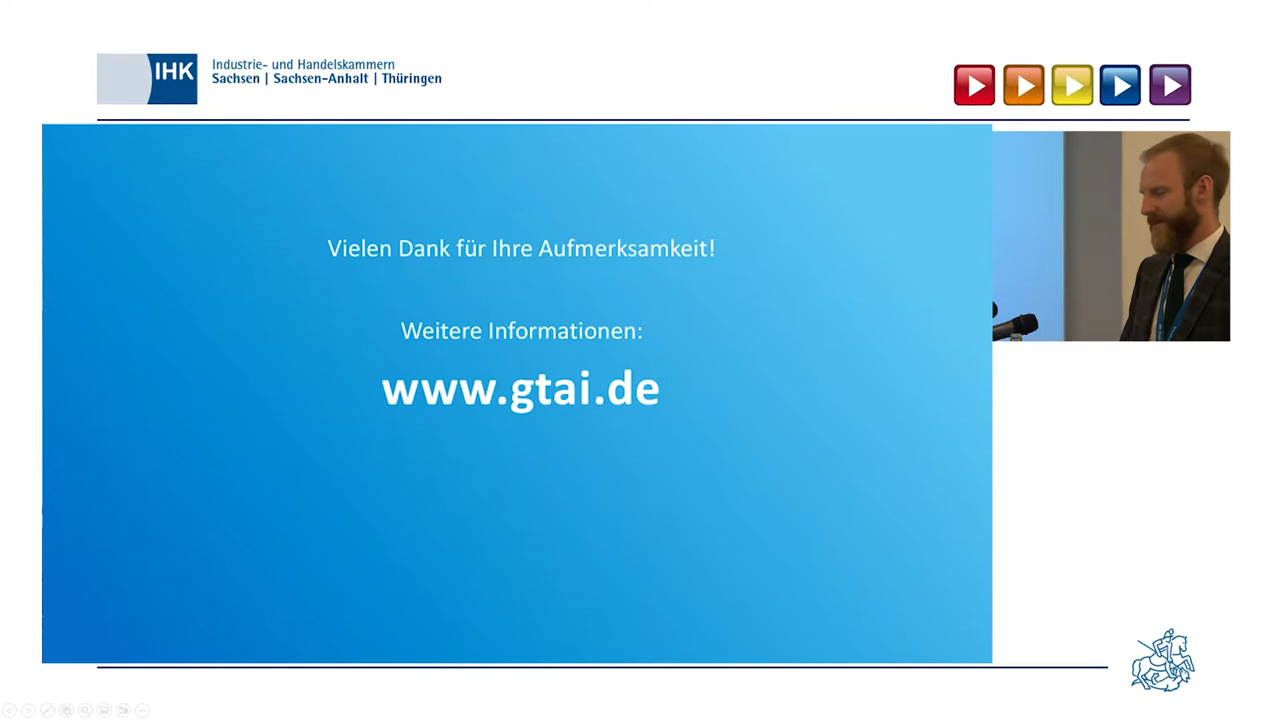 IHK
Industrie- und Handelskammern
Sachsen | Sachsen-Anhalt | Thüringen
Vielen Dank für Ihre Aufmerksamkeit!
Weitere Informationen:
www.gtai.de